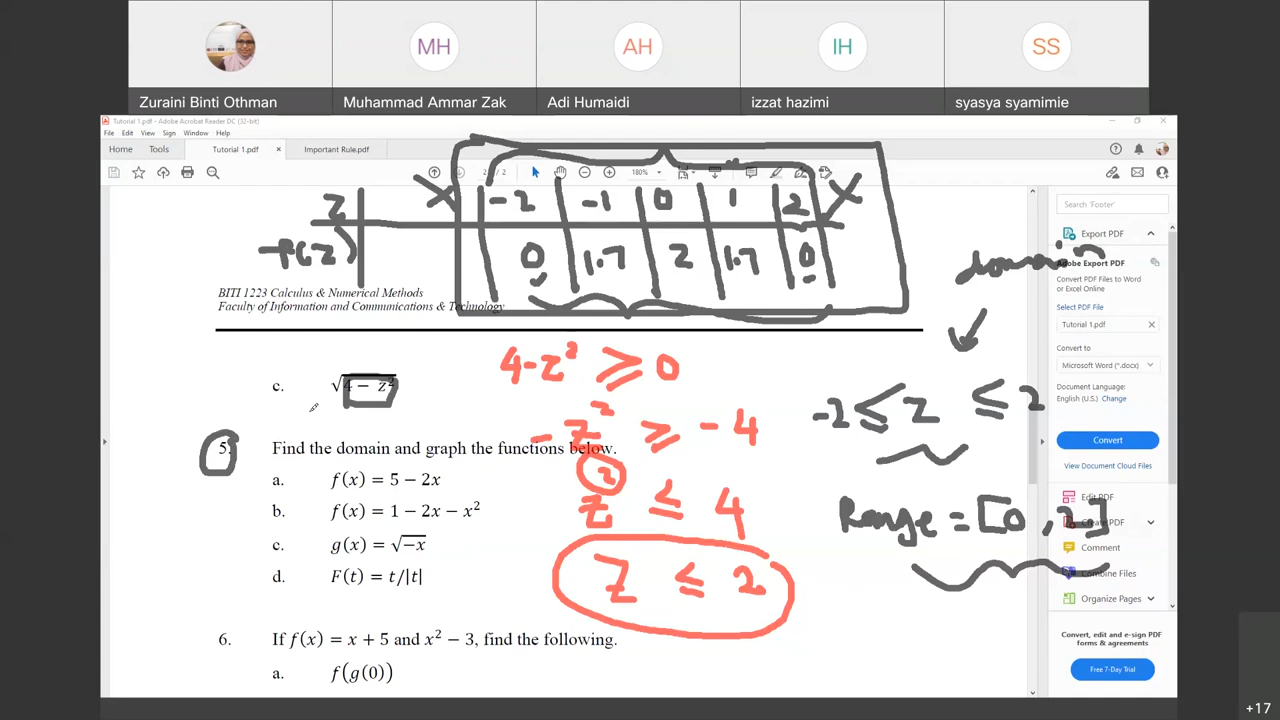 MH
AH
IH
SS
Zuraini Binti Othman
Muhammad Ammar Zak
Adi Humaidi
izzat hazimi
syasya syamimie
Tutorial 1.pdf - Adobe Acrobat Reader DC (32-bit)
File Edit View Sign Window Help
Home Tools Tutorial 1.pdf × Important Rule.pdf
/ 2 180%
z X -2 -1 0 1 2 X
f(z) 0 1.7 2 1.7 0
BITI 1223 Calculus & Numerical Methods
Faculty of Information and Communications & Technology
c. √4 − z²
4-z² ≥ 0
-z² ≥ -4
z² ≤ 4
z ≤ 2
domain
-2 ≤ z ≤ 2
Range = [0, 2]
5. Find the domain and graph the functions below.
a. f(x) = 5 − 2x
b. f(x) = 1 − 2x − x²
c. g(x) = √−x
d. F(t) = t/|t|
6. If f(x) = x + 5 and x² − 3, find the following.
a. f(g(0))
Search 'Footer'
Export PDF
Adobe Export PDF
Convert PDF Files to Word
or Excel Online
Select PDF File
Tutorial 1.pdf ×
Convert to
Microsoft Word (*.docx)
Document Language:
English (U.S.) Change
Convert
View Document Cloud Files
Edit PDF
Create PDF
Comment
Combine Files
Organize Pages
Convert, edit and e-sign PDF
forms & agreements
Free 7-Day Trial
+17